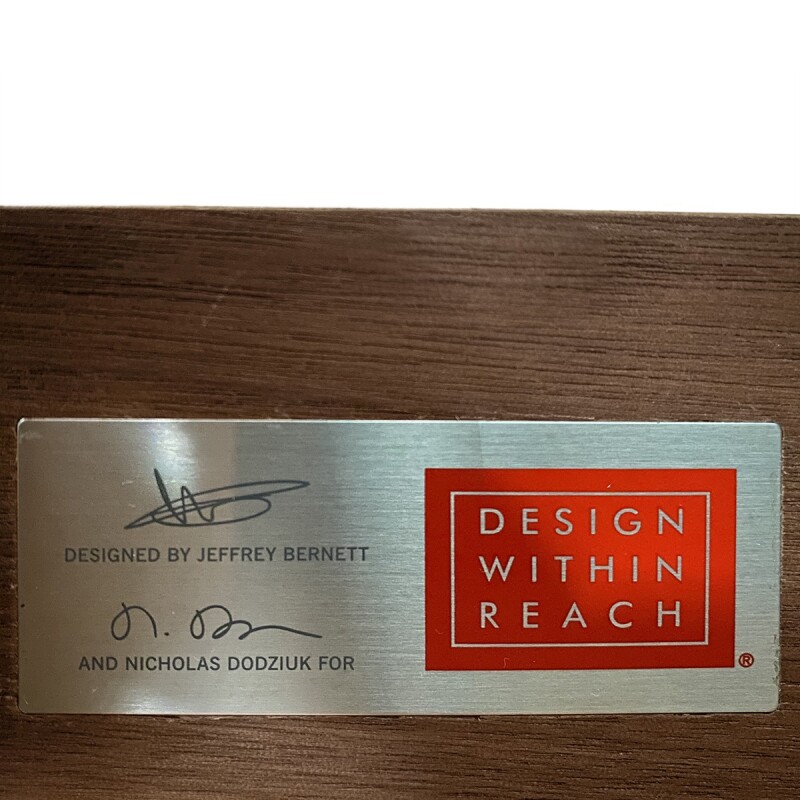 DESIGNED BY JEFFREY BERNETT
AND NICHOLAS DODZIUK FOR
DESIGN
WITHIN
REACH
®